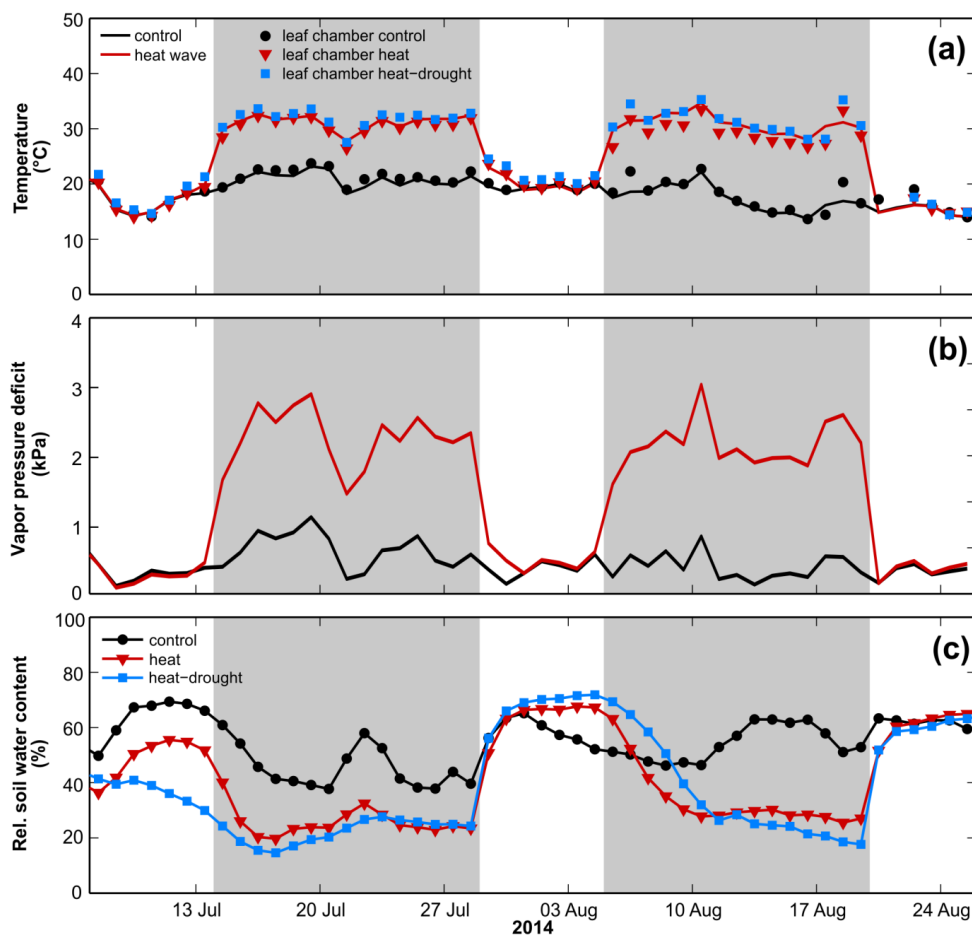 50
40
30
20
10
0
Temperature
(°C)
control
heat wave
leaf chamber control
leaf chamber heat
leaf chamber heat-drought
(a)
4
3
2
1
0
Vapor pressure deficit
(kPa)
(b)
100
80
60
40
20
0
Rel. soil water content
(%)
control
heat
heat-drought
(c)
13 Jul 20 Jul 27 Jul 03 Aug 10 Aug 17 Aug 24 Aug
2014